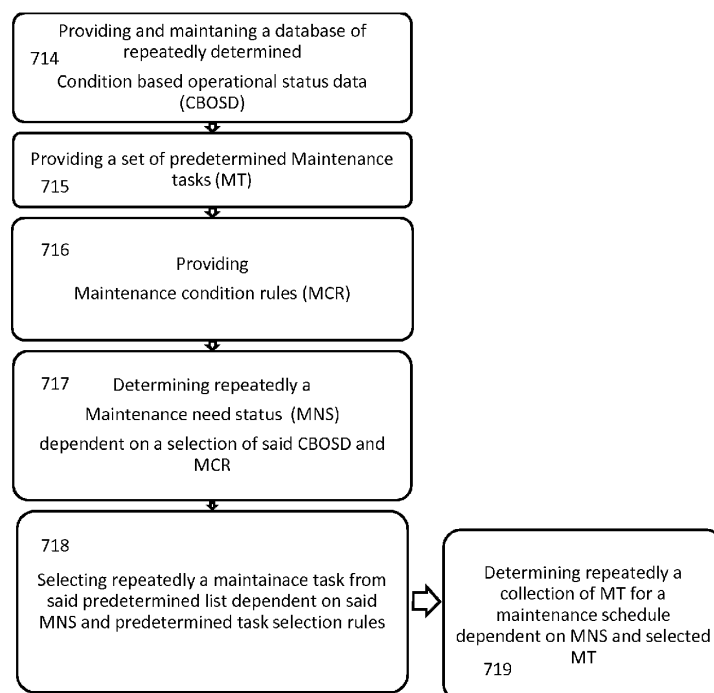 Providing and maintaning a database of
repeatedly determined
714
Condition based operational status data
(CBOSD)
Providing a set of predetermined Maintenance
tasks (MT)
715
716
Providing
Maintenance condition rules (MCR)
717 Determining repeatedly a
Maintenance need status (MNS)
dependent on a selection of said CBOSD and
MCR
718
Selecting repeatedly a maintainace task from
said predetermined list dependent on said
MNS and predetermined task selection rules
Determining repeatedly a
collection of MT for a
maintenance schedule
dependent on MNS and selected
MT
719